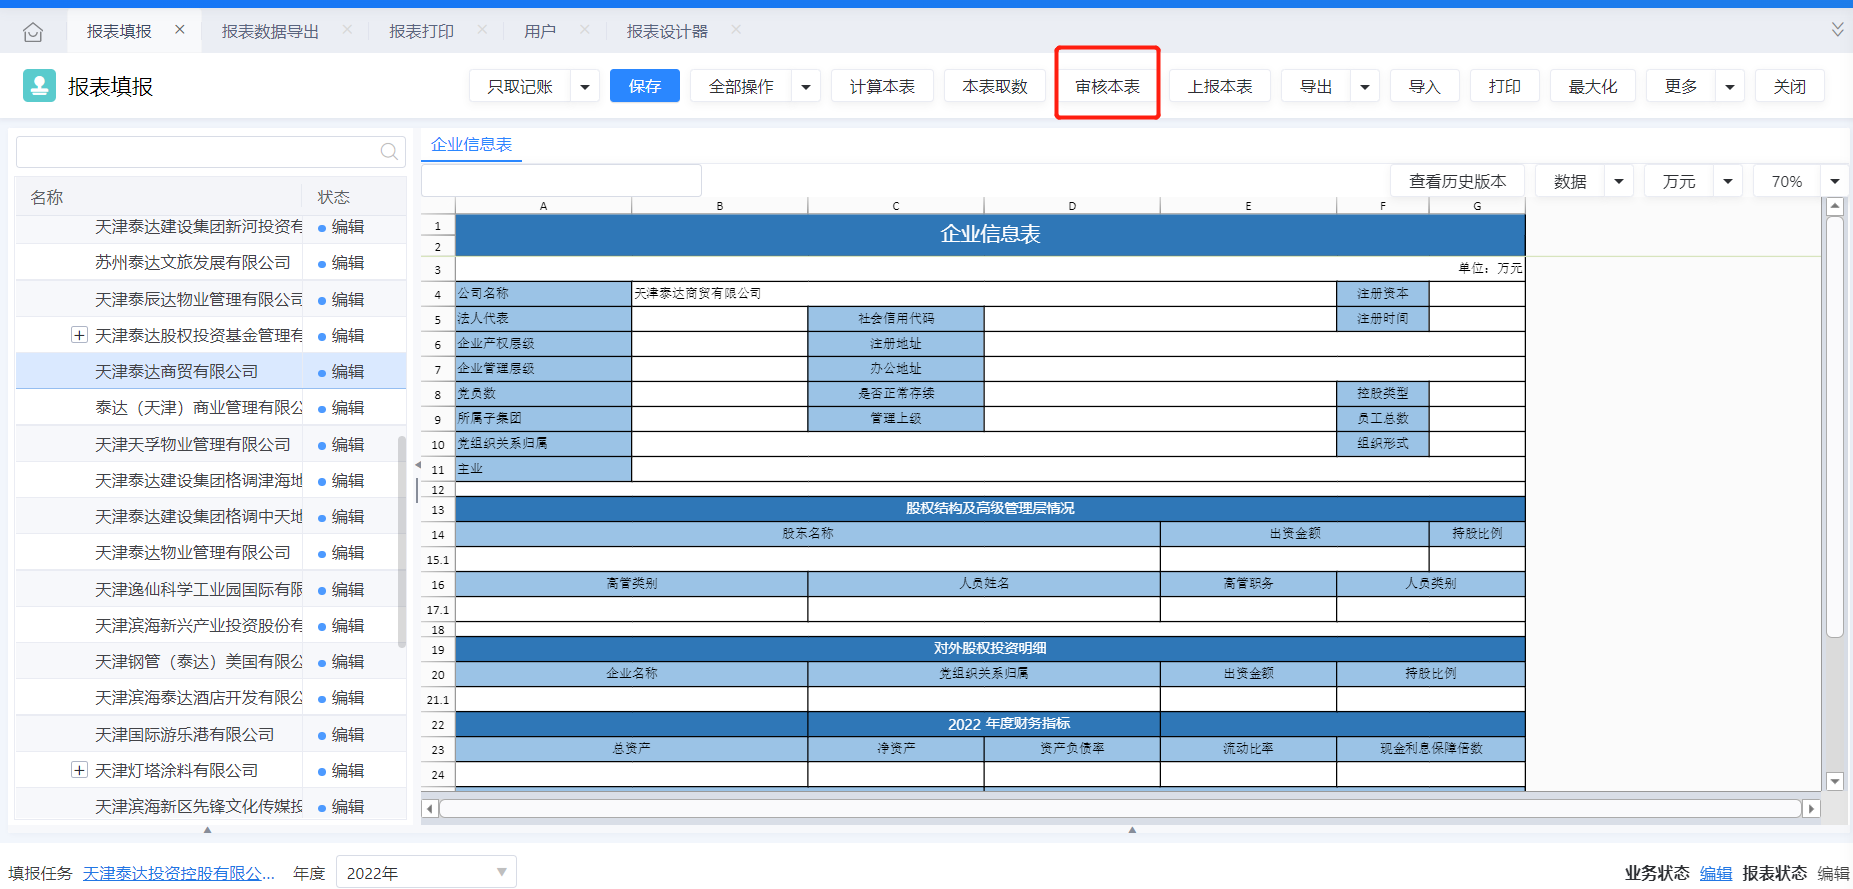 报表填报 × 报表数据导出 × 报表打印 × 用户 × 报表设计器 ×
报表填报
只取记账 保存 全部操作 计算本表 本表取数 审核本表 上报本表 导出 导入 打印 最大化 更多 关闭
名称 状态
天津泰达建设集团新河投资有 编辑
苏州泰达文旅发展有限公司 编辑
天津泰辰达物业管理有限公司 编辑
天津泰达股权投资基金管理有 编辑
天津泰达商贸有限公司 编辑
泰达（天津）商业管理有限公 编辑
天津天孚物业管理有限公司 编辑
天津泰达建设集团格调津海地 编辑
天津泰达建设集团格调中天地 编辑
天津泰达物业管理有限公司 编辑
天津逸仙科学工业园国际有限 编辑
天津滨海新兴产业投资股份有 编辑
天津钢管（泰达）美国有限公 编辑
天津滨海泰达酒店开发有限公 编辑
天津国际游乐港有限公司 编辑
天津灯塔涂料有限公司 编辑
天津滨海新区先锋文化传媒投 编辑
企业信息表
查看历史版本 数据 万元 70%
A B C D E F G
1
2
企业信息表
3 单位：万元
4 公司名称 天津泰达商贸有限公司 注册资本
5 法人代表 社会信用代码 注册时间
6 企业产权层级 注册地址
7 企业管理层级 办公地址
8 党员数 是否正常存续 控股类型
9 所属子集团 管理上级 员工总数
10 党组织关系归属 组织形式
11 主业
12
13 股权结构及高级管理层情况
14 股东名称 出资金额 持股比例
15.1
16 高管类别 人员姓名 高管职务 人员类别
17.1
18
19 对外股权投资明细
20 企业名称 党组织关系归属 出资金额 持股比例
21.1
22 2022 年度财务指标
23 总资产 净资产 资产负债率 流动比率 现金利息保障倍数
24
填报任务 天津泰达投资控股有限公... 年度 2022年 业务状态 编辑 报表状态 编辑